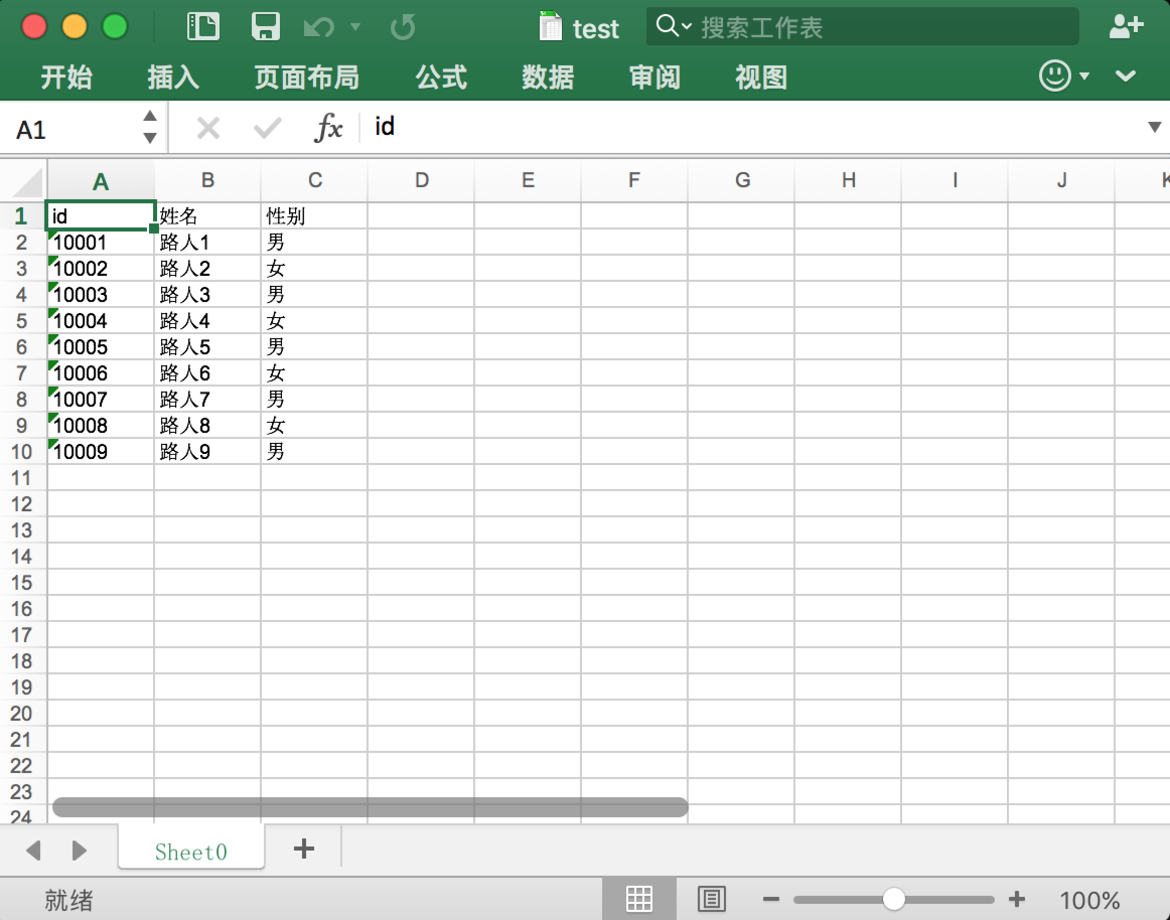 test
搜索工作表
开始 插入 页面布局 公式 数据 审阅 视图
A1 fx id
A B C D E F G H I J K
1 id 姓名 性别
2 10001 路人1 男
3 10002 路人2 女
4 10003 路人3 男
5 10004 路人4 女
6 10005 路人5 男
7 10006 路人6 女
8 10007 路人7 男
9 10008 路人8 女
10 10009 路人9 男
11
12
13
14
15
16
17
18
19
20
21
22
23
24
Sheet0
就绪 100%